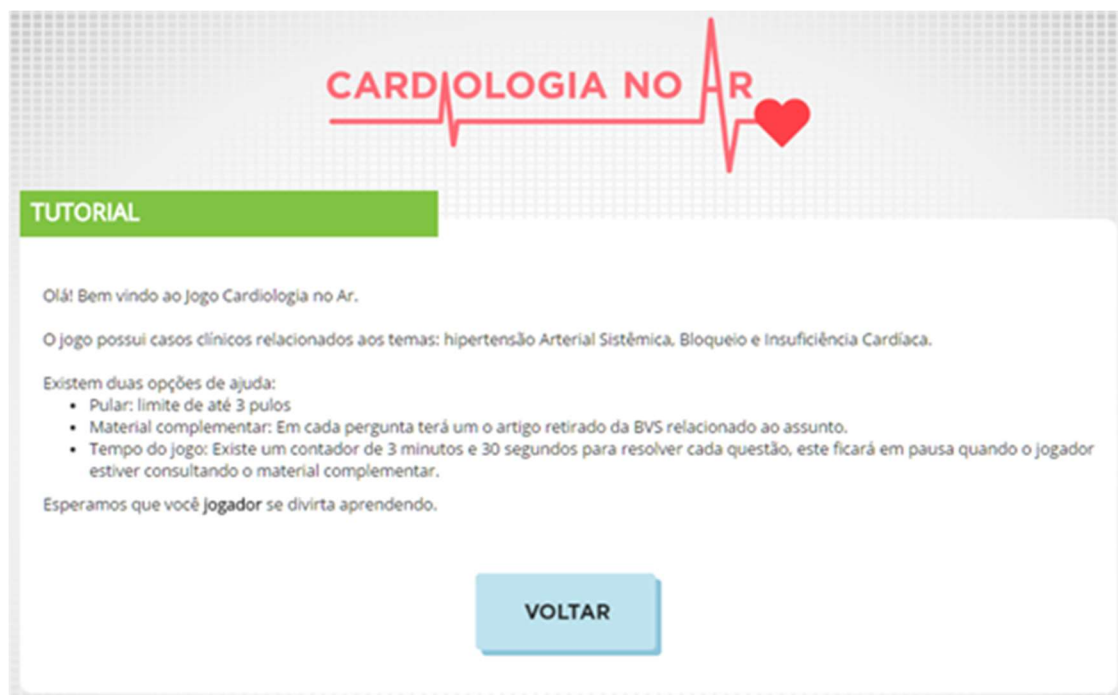 CARDIOLOGIA NO AR
TUTORIAL
Olá! Bem vindo ao Jogo Cardiologia no Ar.
O jogo possui casos clínicos relacionados aos temas: hipertensão Arterial Sistêmica, Bloqueio e Insuficiência Cardíaca.
Existem duas opções de ajuda:
• Pular: limite de até 3 pulos
• Material complementar: Em cada pergunta terá um o artigo retirado da BVS relacionado ao assunto.
• Tempo do jogo: Existe um contador de 3 minutos e 30 segundos para resolver cada questão, este ficará em pausa quando o jogador
estiver consultando o material complementar.
Esperamos que você jogador se divirta aprendendo.
VOLTAR